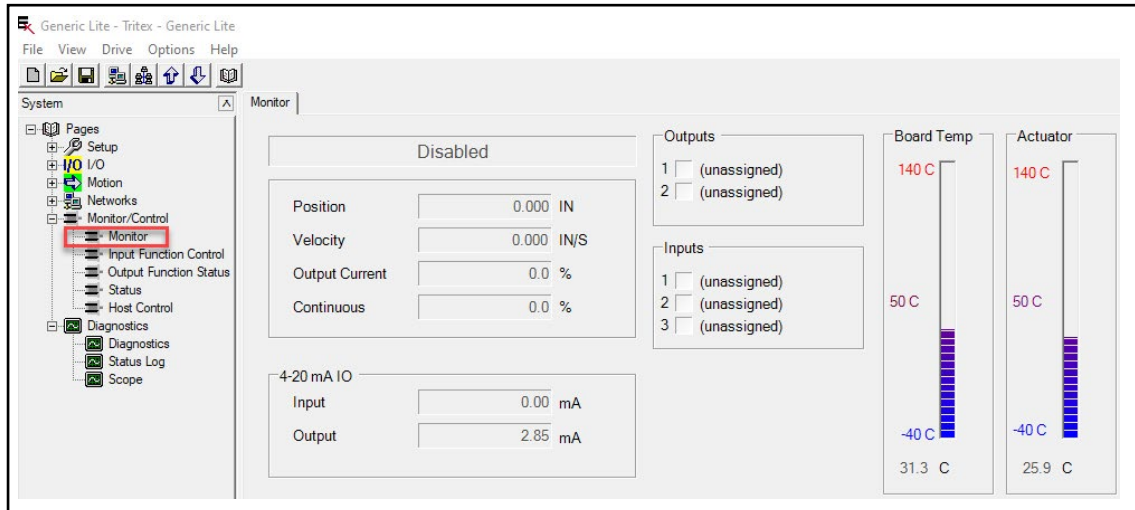 Generic Lite - Tritex - Generic Lite
File View Drive Options Help
System
Pages
Setup
I/O I/O
Motion
Networks
Monitor/Control
Monitor
Input Function Control
Output Function Status
Status
Host Control
Diagnostics
Diagnostics
Status Log
Scope
Monitor
Disabled
Position 0.000 IN
Velocity 0.000 IN/S
Output Current 0.0 %
Continuous 0.0 %
4-20 mA IO
Input 0.00 mA
Output 2.85 mA
Outputs
1 (unassigned)
2 (unassigned)
Inputs
1 (unassigned)
2 (unassigned)
3 (unassigned)
Board Temp
140 C
50 C
-40 C
31.3 C
Actuator
140 C
50 C
-40 C
25.9 C